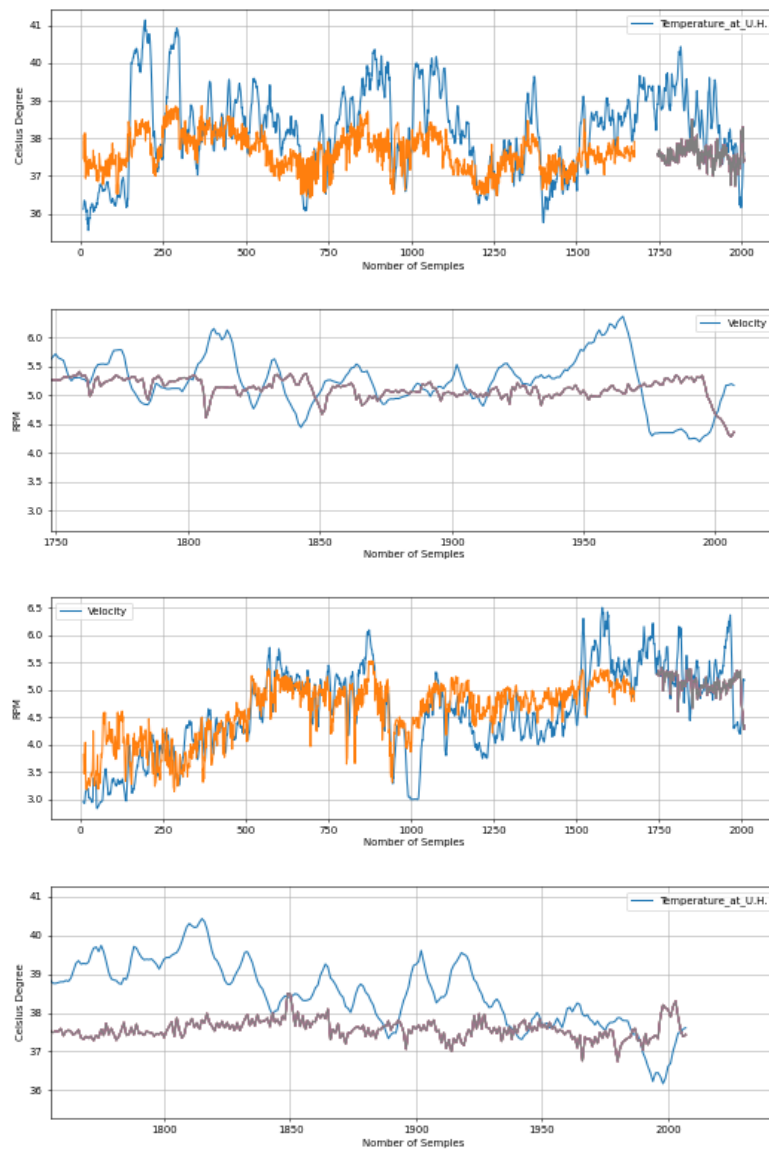 41
40
39
38
37
36
Celsius Degree
Temperature_at_U.H.
0 250 500 750 1000 1250 1500 1750 2000
Nomber of Semples
6.0
5.5
5.0
4.5
4.0
3.5
3.0
RPM
Velocity
1750 1800 1850 1900 1950 2000
Nomber of Semples
6.5
6.0
5.5
5.0
4.5
4.0
3.5
3.0
RPM
Velocity
0 250 500 750 1000 1250 1500 1750 2000
Nomber of Semples
41
40
39
38
37
36
Celsius Degree
Temperature_at_U.H.
1800 1850 1900 1950 2000
Nomber of Semples